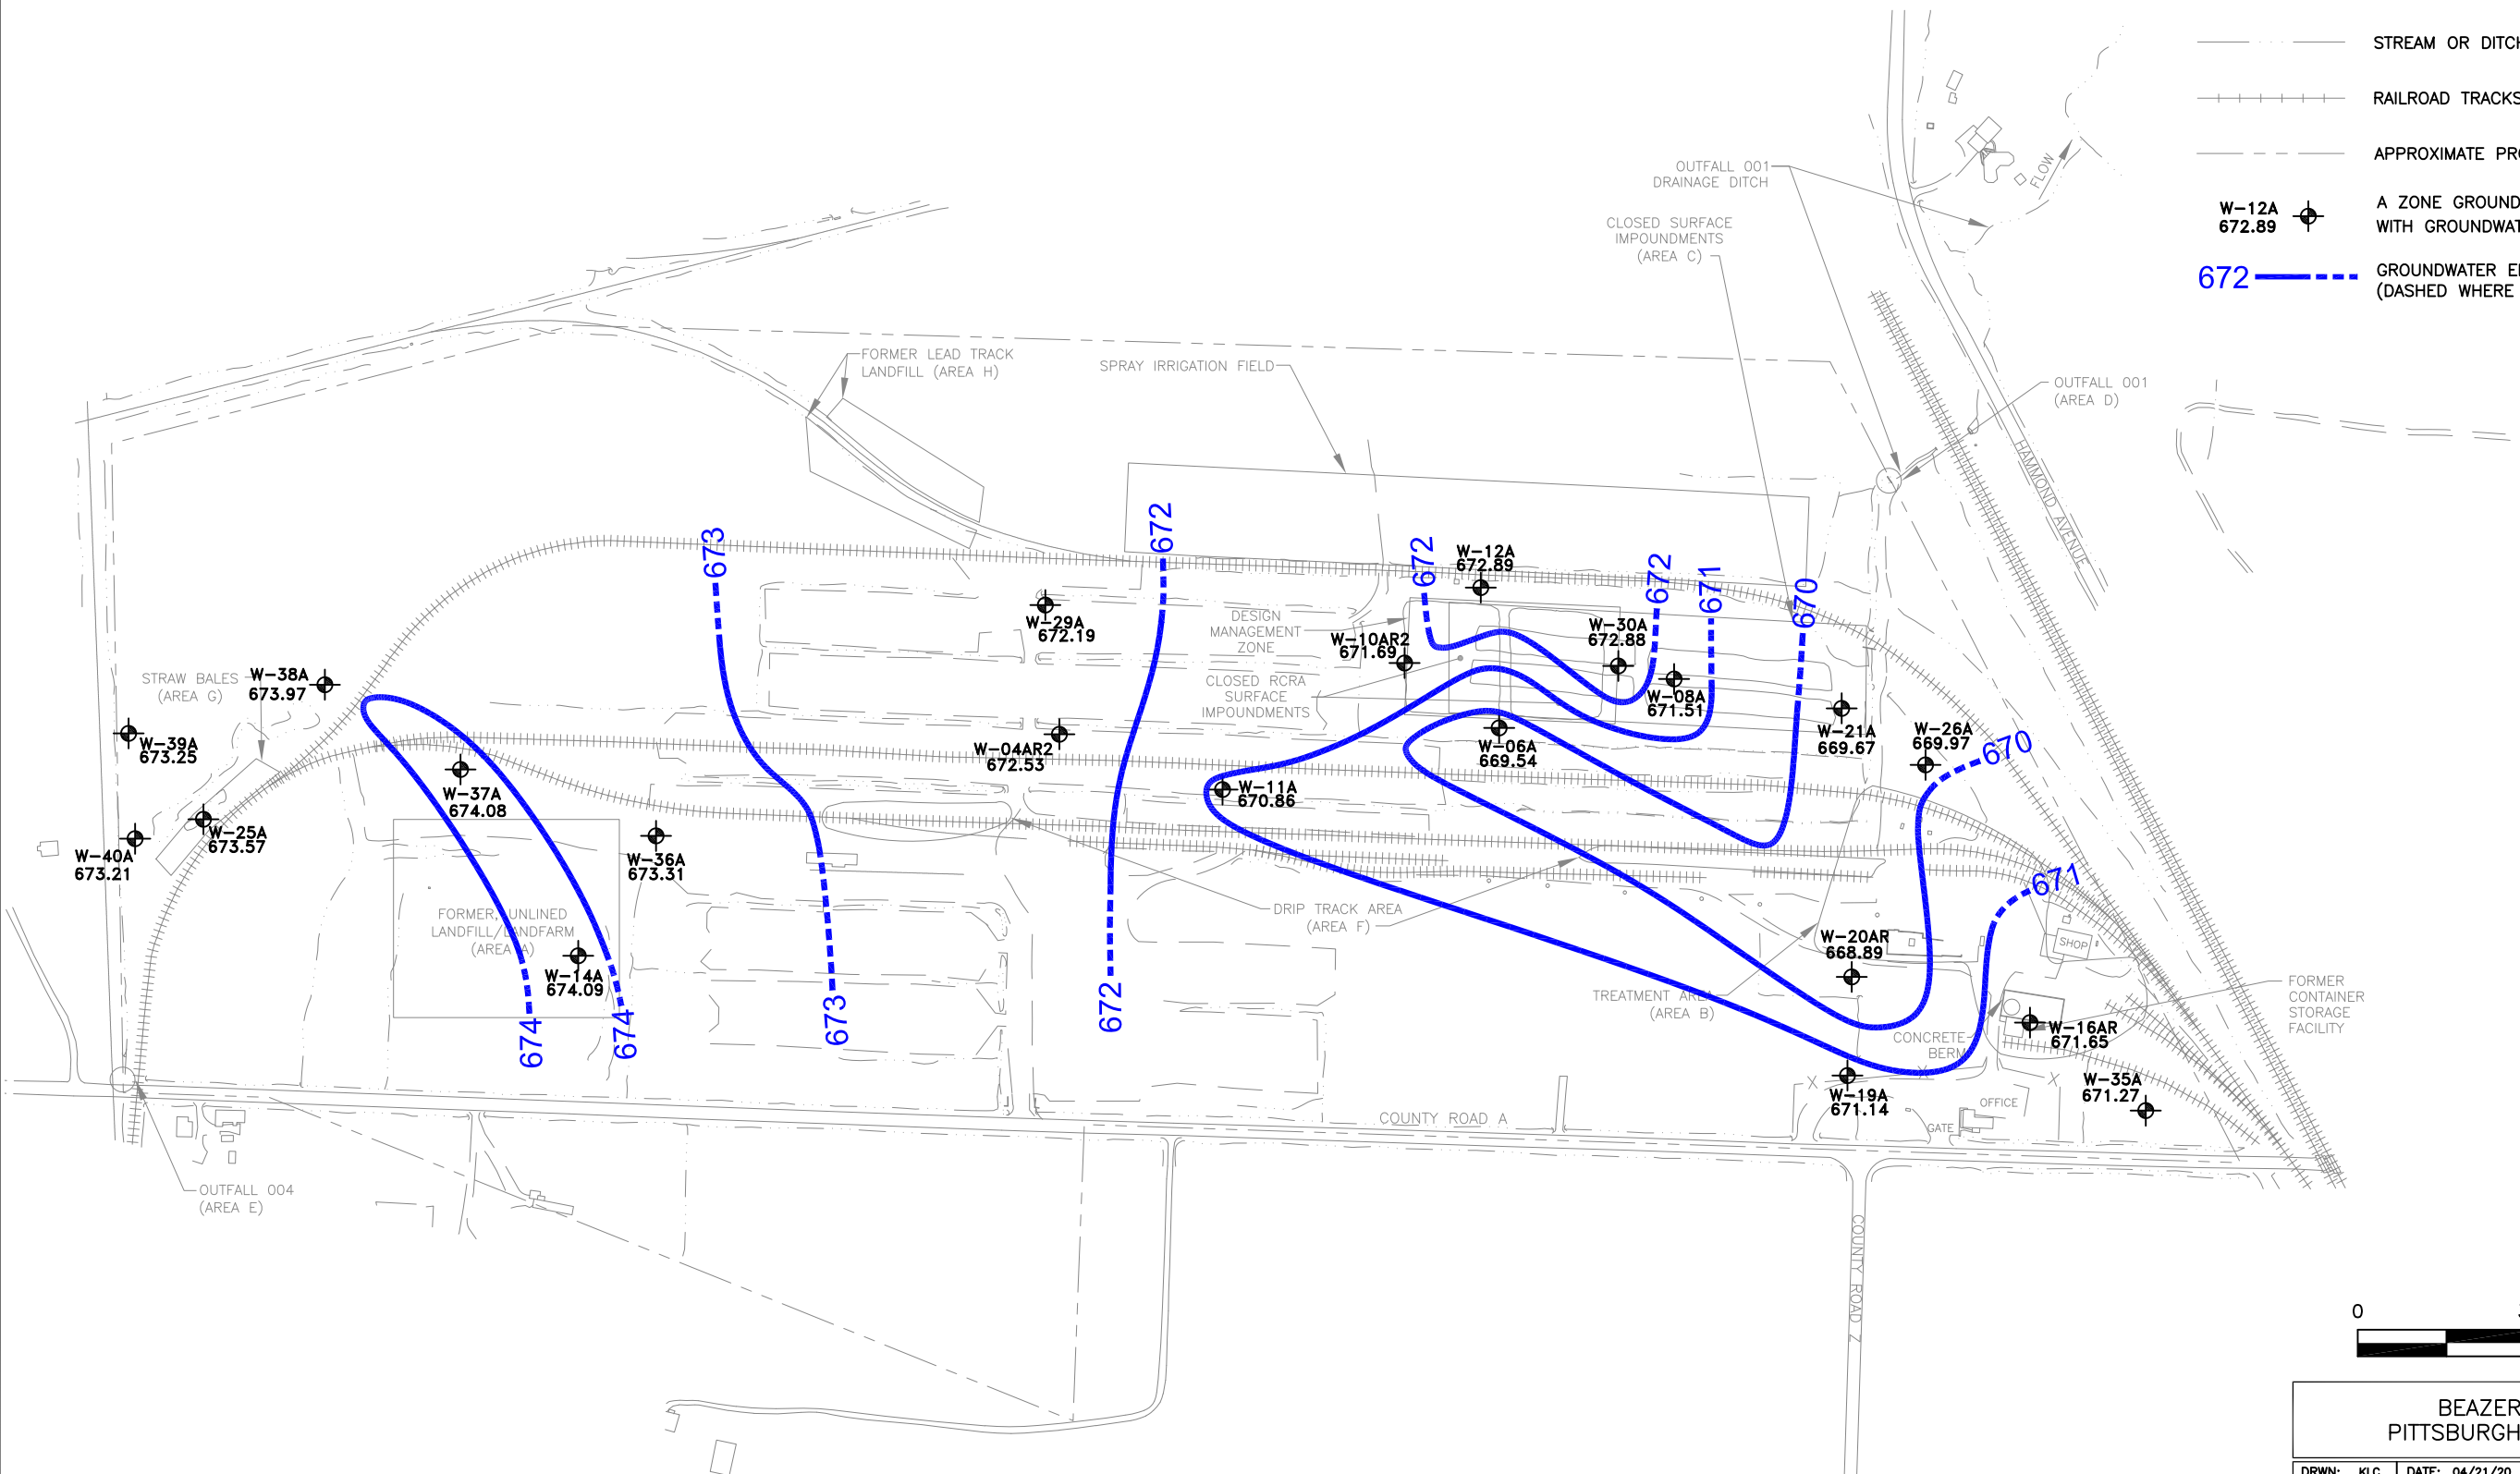 STREAM OR DITCH
RAILROAD TRACKS
APPROXIMATE PRO
W-12A
672.89
A ZONE GROUND
WITH GROUNDWAT
672
GROUNDWATER EL
(DASHED WHERE
OUTFALL 001
DRAINAGE DITCH
FLOW
CLOSED SURFACE
IMPOUNDMENTS
(AREA C)
FORMER LEAD TRACK
LANDFILL (AREA H)
SPRAY IRRIGATION FIELD
OUTFALL 001
(AREA D)
HAMMOND AVENUE
673
672
672
W-12A
672.89
672
671
670
W-29A
672.19
DESIGN
MANAGEMENT
ZONE
W-10AR2
671.69
W-30A
672.88
STRAW BALES
(AREA G)
W-38A
673.97
CLOSED RCRA
SURFACE
IMPOUNDMENTS
W-08A
671.51
W-39A
673.25
W-04AR2
672.53
W-06A
669.54
W-21A
669.67
W-26A
669.97
670
W-37A
674.08
W-11A
670.86
W-25A
673.57
W-40A
673.21
W-36A
673.31
671
FORMER, UNLINED
LANDFILL/LANDFARM
(AREA A)
DRIP TRACK AREA
(AREA F)
W-20AR
668.89
SHOP
W-14A
674.09
TREATMENT AREA
(AREA B)
FORMER
CONTAINER
STORAGE
FACILITY
674
674
673
672
CONCRETE
BERM
W-16AR
671.65
X
X
X
W-19A
671.14
W-35A
671.27
OFFICE
GATE
COUNTY ROAD A
OUTFALL 004
(AREA E)
COUNTY ROAD Z
0
BEAZER
PITTSBURGH
DRWN: KLC DATE: 04/21/20